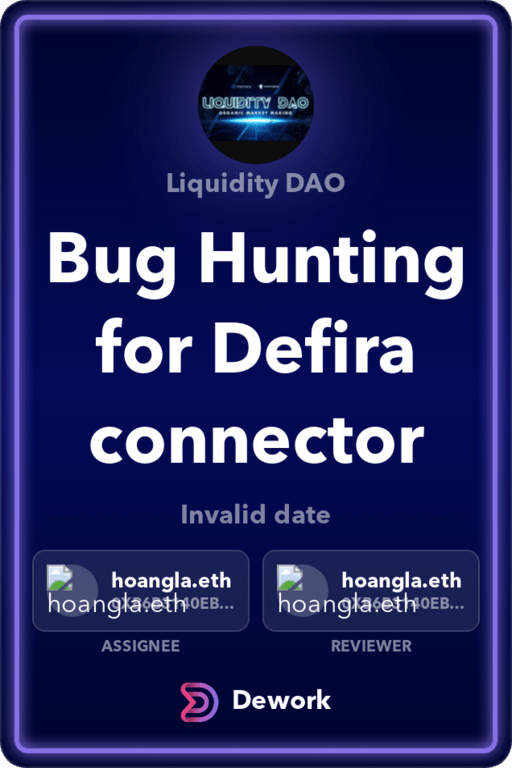 LIQUIDITY DAO
ORGANIC MARKET MAKING
Liquidity DAO
Bug Hunting
for Defira
connector
Invalid date
hoangla.eth
hoangla.eth
hoangla.eth
hoangla.eth
ASSIGNEE
REVIEWER
Dework